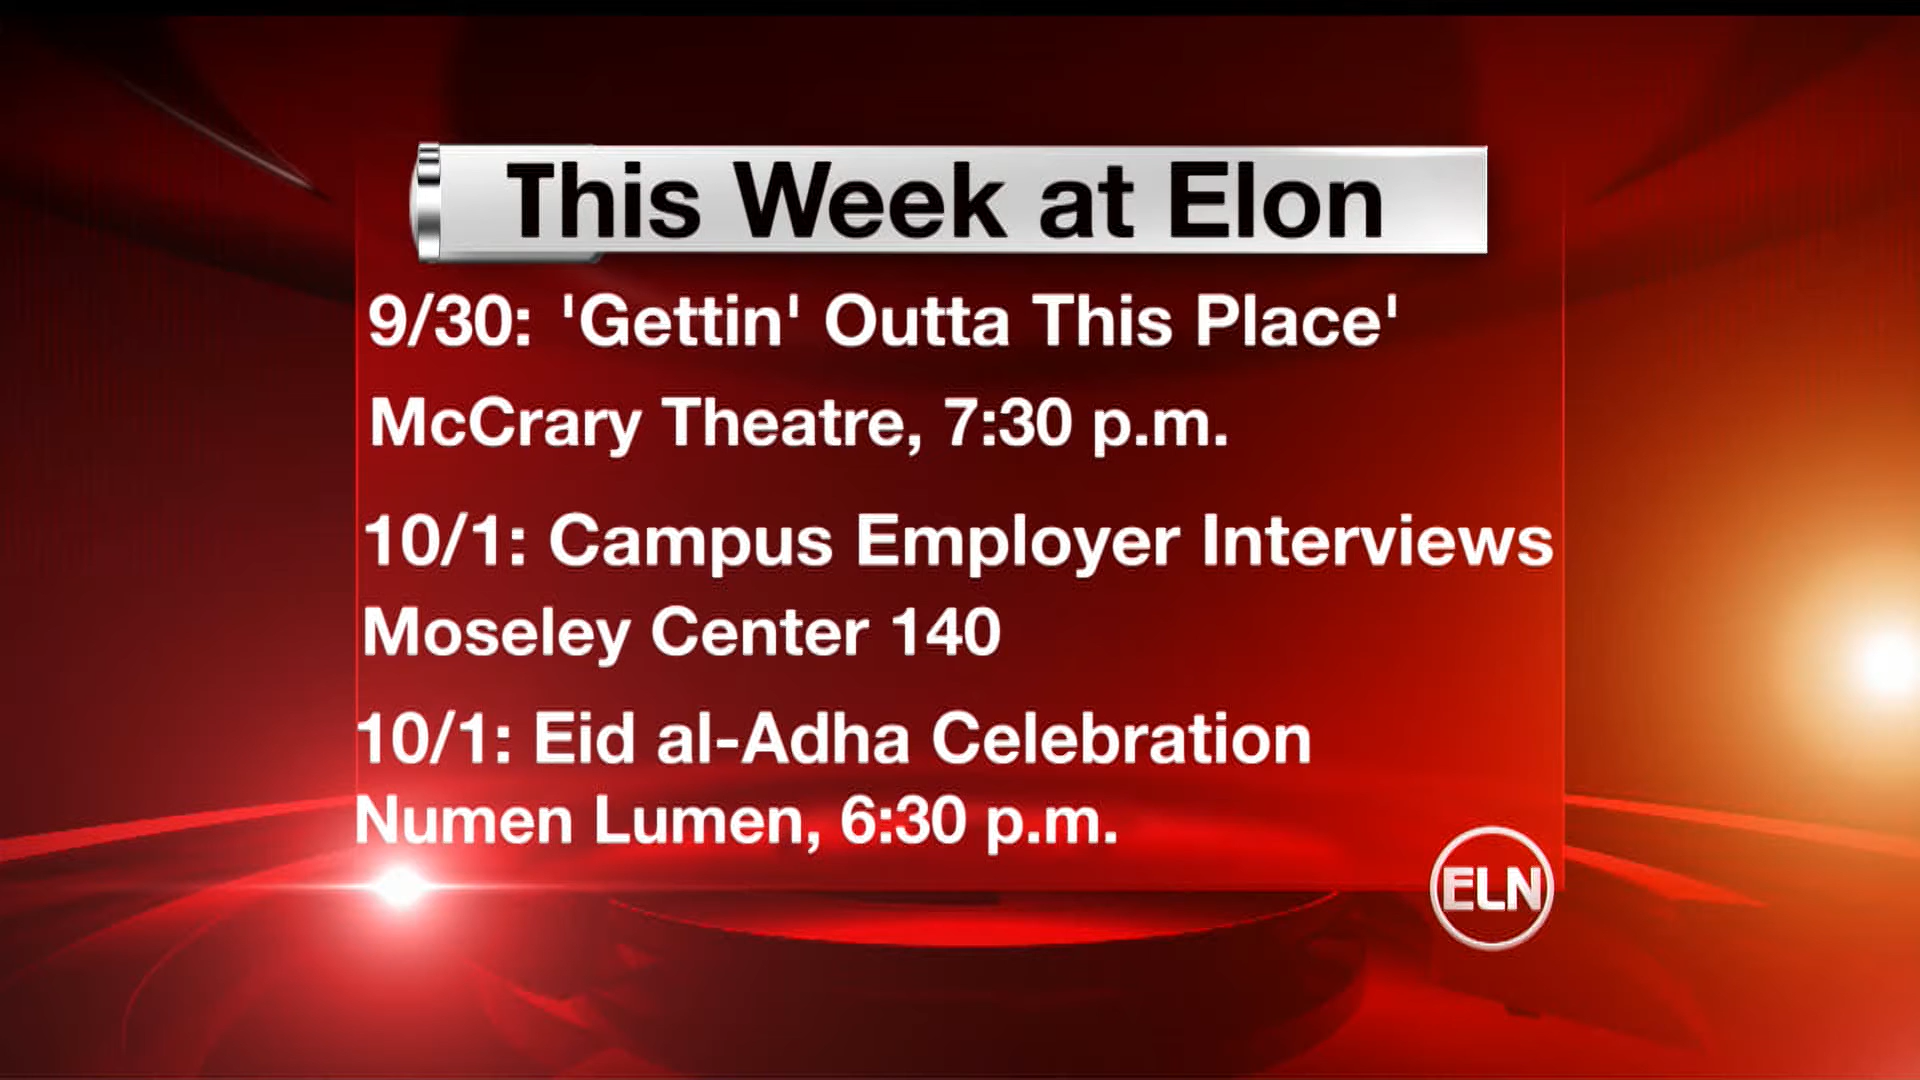 This Week at Elon
9/30: 'Gettin' Outta This Place'
McCrary Theatre, 7:30 p.m.
10/1: Campus Employer Interviews
Moseley Center 140
10/1: Eid al-Adha Celebration
Numen Lumen, 6:30 p.m.
ELN